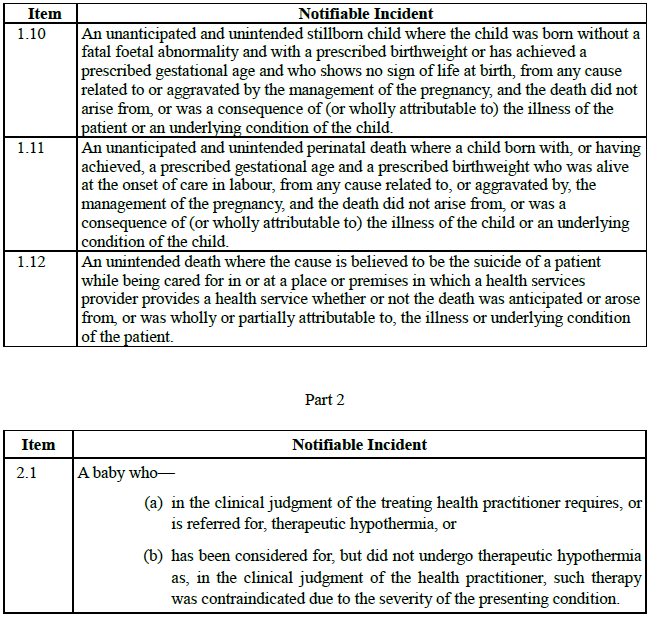 Item Notifiable Incident
1.10 An unanticipated and unintended stillborn child where the child was born without a
fatal foetal abnormality and with a prescribed birthweight or has achieved a
prescribed gestational age and who shows no sign of life at birth, from any cause
related to or aggravated by the management of the pregnancy, and the death did not
arise from, or was a consequence of (or wholly attributable to) the illness of the
patient or an underlying condition of the child.
1.11 An unanticipated and unintended perinatal death where a child born with, or having
achieved, a prescribed gestational age and a prescribed birthweight who was alive
at the onset of care in labour, from any cause related to, or aggravated by, the
management of the pregnancy, and the death did not arise from, or was a
consequence of (or wholly attributable to) the illness of the child or an underlying
condition of the child.
1.12 An unintended death where the cause is believed to be the suicide of a patient
while being cared for in or at a place or premises in which a health services
provider provides a health service whether or not the death was anticipated or arose
from, or was wholly or partially attributable to, the illness or underlying condition
of the patient.
Part 2
Item Notifiable Incident
2.1 A baby who—
(a) in the clinical judgment of the treating health practitioner requires, or
is referred for, therapeutic hypothermia, or
(b) has been considered for, but did not undergo therapeutic hypothermia
as, in the clinical judgment of the health practitioner, such therapy
was contraindicated due to the severity of the presenting condition.